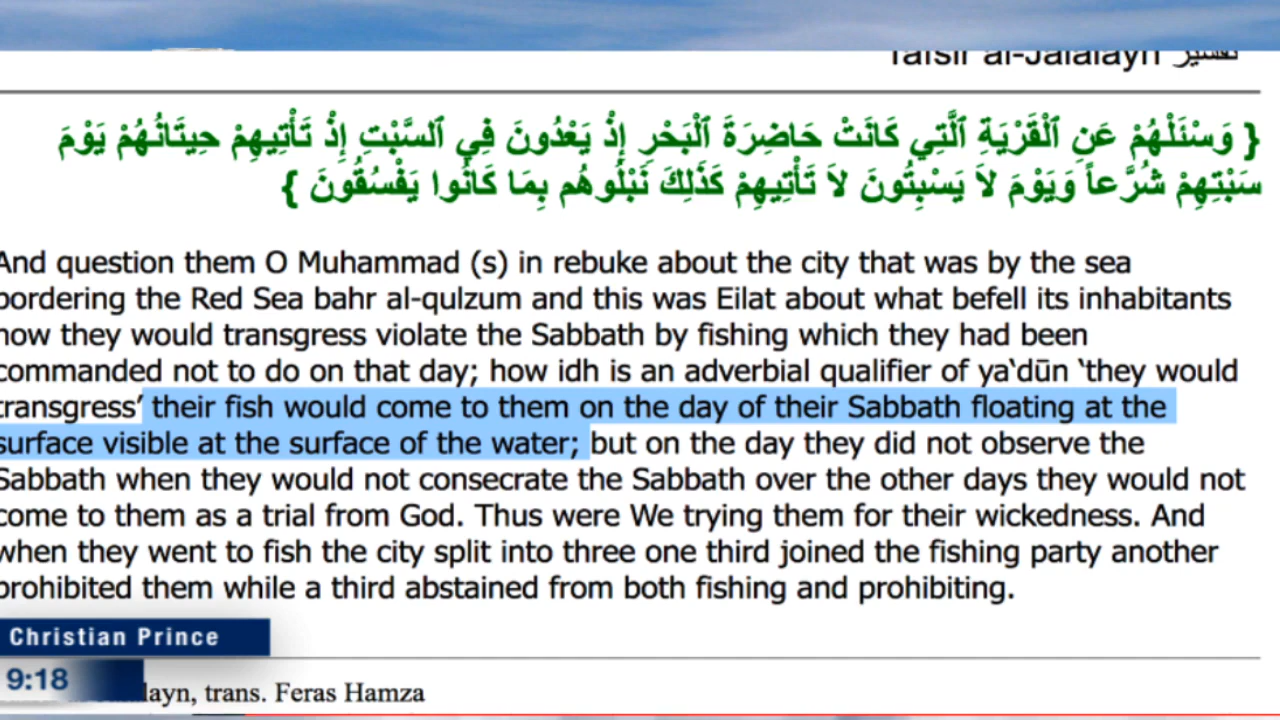 Tafsir al-Jalalayn تفسير
{ وَسْئَلْهُمْ عَنِ ٱلْقَرْيَةِ ٱلَّتِي كَانَتْ حَاضِرَةَ ٱلْبَحْرِ إِذْ يَعْدُونَ فِي ٱلسَّبْتِ إِذْ تَأْتِيهِمْ حِيتَانُهُمْ يَوْمَ
سَبْتِهِمْ شُرَّعاً وَيَوْمَ لاَ يَسْبِتُونَ لاَ تَأْتِيهِمْ كَذَلِكَ نَبْلُوهُم بِمَا كَانُوا يَفْسُقُونَ }
And question them O Muhammad (s) in rebuke about the city that was by the sea
bordering the Red Sea bahr al-qulzum and this was Eilat about what befell its inhabitants
how they would transgress violate the Sabbath by fishing which they had been
commanded not to do on that day; how idh is an adverbial qualifier of ya‘dūn ‘they would
transgress’ their fish would come to them on the day of their Sabbath floating at the
surface visible at the surface of the water; but on the day they did not observe the
Sabbath when they would not consecrate the Sabbath over the other days they would not
come to them as a trial from God. Thus were We trying them for their wickedness. And
when they went to fish the city split into three one third joined the fishing party another
prohibited them while a third abstained from both fishing and prohibiting.
Christian Prince
9:18
layn, trans. Feras Hamza